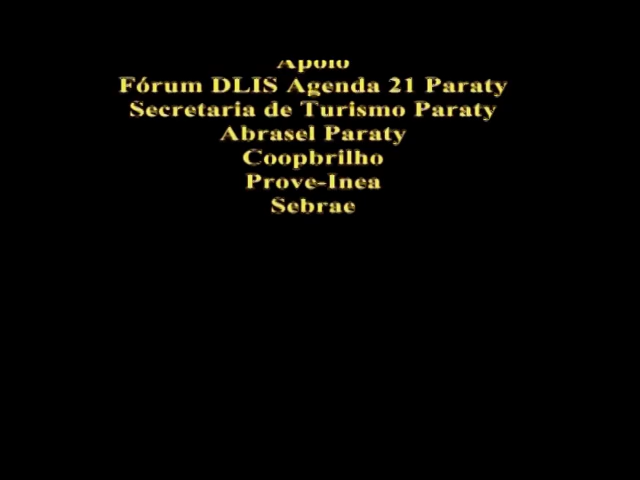 Apoio
Fórum DLIS Agenda 21 Paraty
Secretaria de Turismo Paraty
Abrasel Paraty
Coopbrilho
Prove-Inea
Sebrae